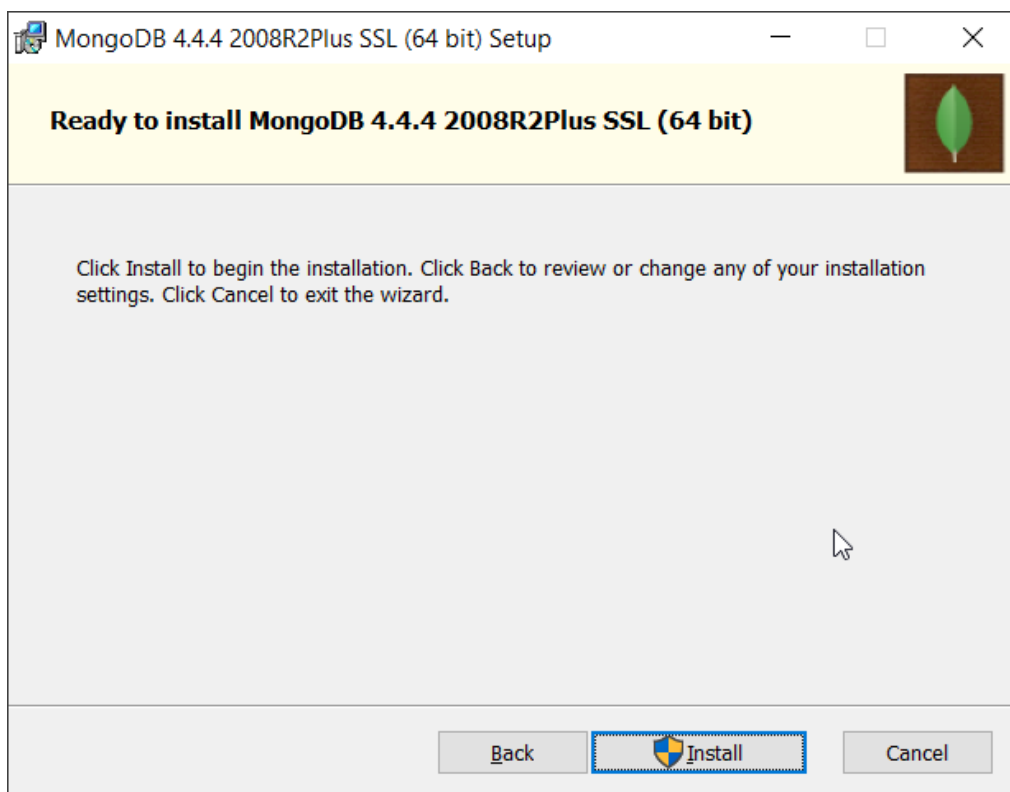 MongoDB 4.4.4 2008R2Plus SSL (64 bit) Setup
Ready to install MongoDB 4.4.4 2008R2Plus SSL (64 bit)
Click Install to begin the installation. Click Back to review or change any of your installation
settings. Click Cancel to exit the wizard.
Back Install Cancel